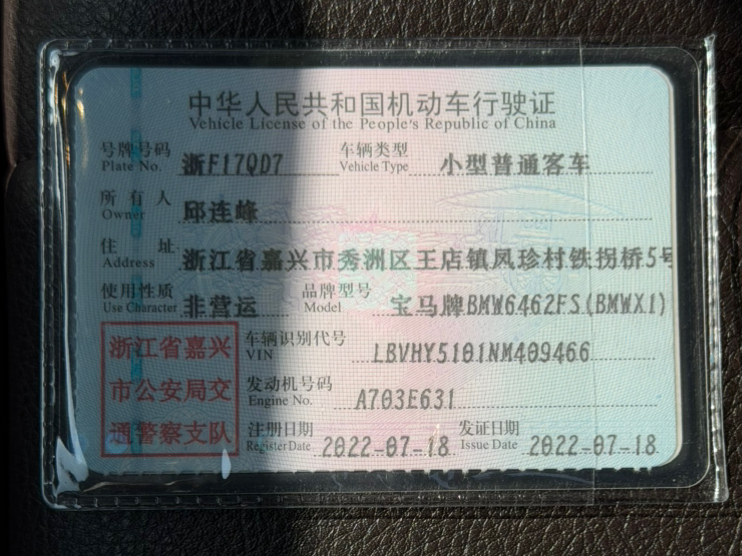 中华人民共和国机动车行驶证
Vehicle License of the People's Republic of China
号牌号码 浙F17QD7 车辆类型 小型普通客车
Plate No. Vehicle Type
所有人 邱连峰
Owner
住址 浙江省嘉兴市秀洲区王店镇凤珍村铁拐桥5号
Address
使用性质 非营运 品牌型号 宝马牌BMW6462FS(BMWX1)
Use Character Model
浙江省嘉兴
市公安局交
通警察支队
车辆识别代号 LBVHY5101NM409466
VIN
发动机号码 A703E631
Engine No.
注册日期 2022-07-18 发证日期 2022-07-18
Register Date Issue Date